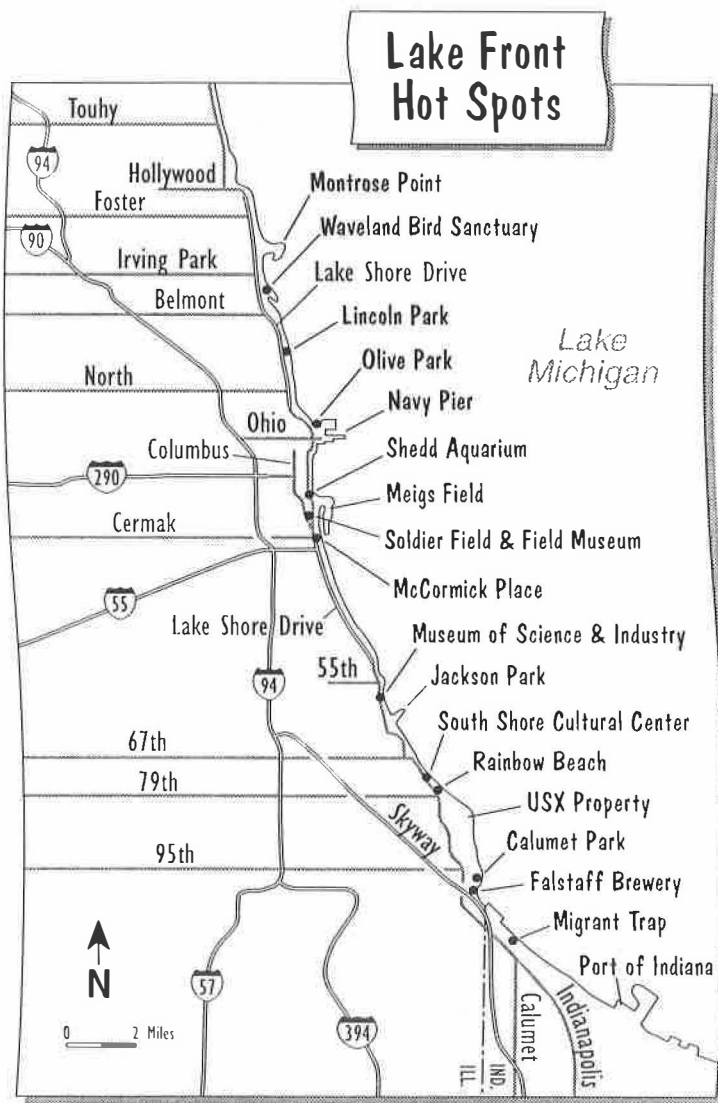 Lake Front
Hot Spots
Touhy
94
Hollywood
Montrose Point
Foster
Waveland Bird Sanctuary
90
Irving Park
Lake Shore Drive
Belmont
Lincoln Park
Lake
Michigan
Olive Park
North
Navy Pier
Ohio
Columbus
Shedd Aquarium
290
Meigs Field
Cermak
Soldier Field & Field Museum
McCormick Place
55
Lake Shore Drive
Museum of Science & Industry
55th
94
Jackson Park
South Shore Cultural Center
67th
Rainbow Beach
79th
USX Property
Skyway
Calumet Park
95th
Falstaff Brewery
Migrant Trap
N
Port of Indiana
57
0 2 Miles
394
ILL.
IND.
Calumet
Indianapolis